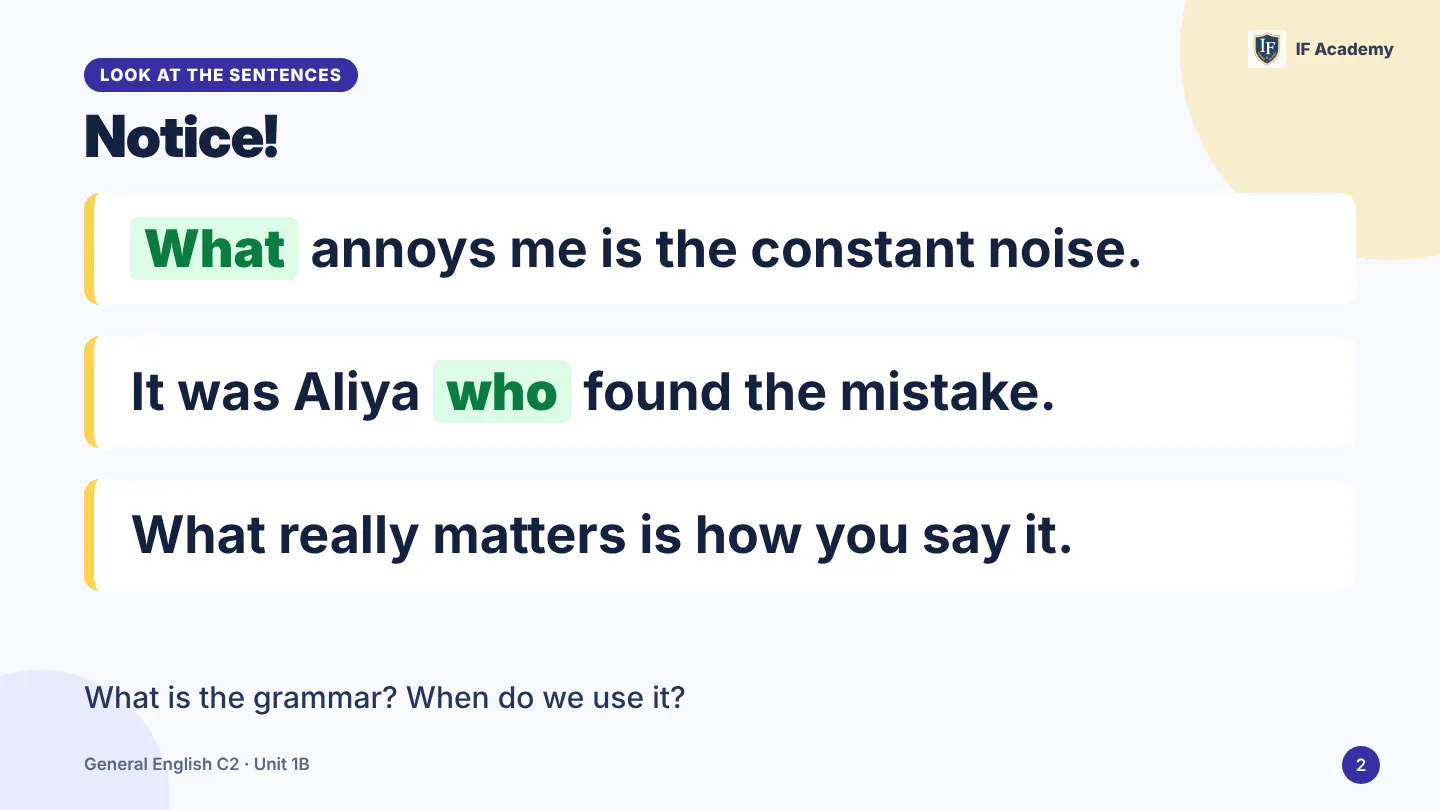 IF IF Academy
LOOK AT THE SENTENCES
Notice!
What annoys me is the constant noise.
It was Aliya who found the mistake.
What really matters is how you say it.
What is the grammar? When do we use it?
General English C2 · Unit 1B
2